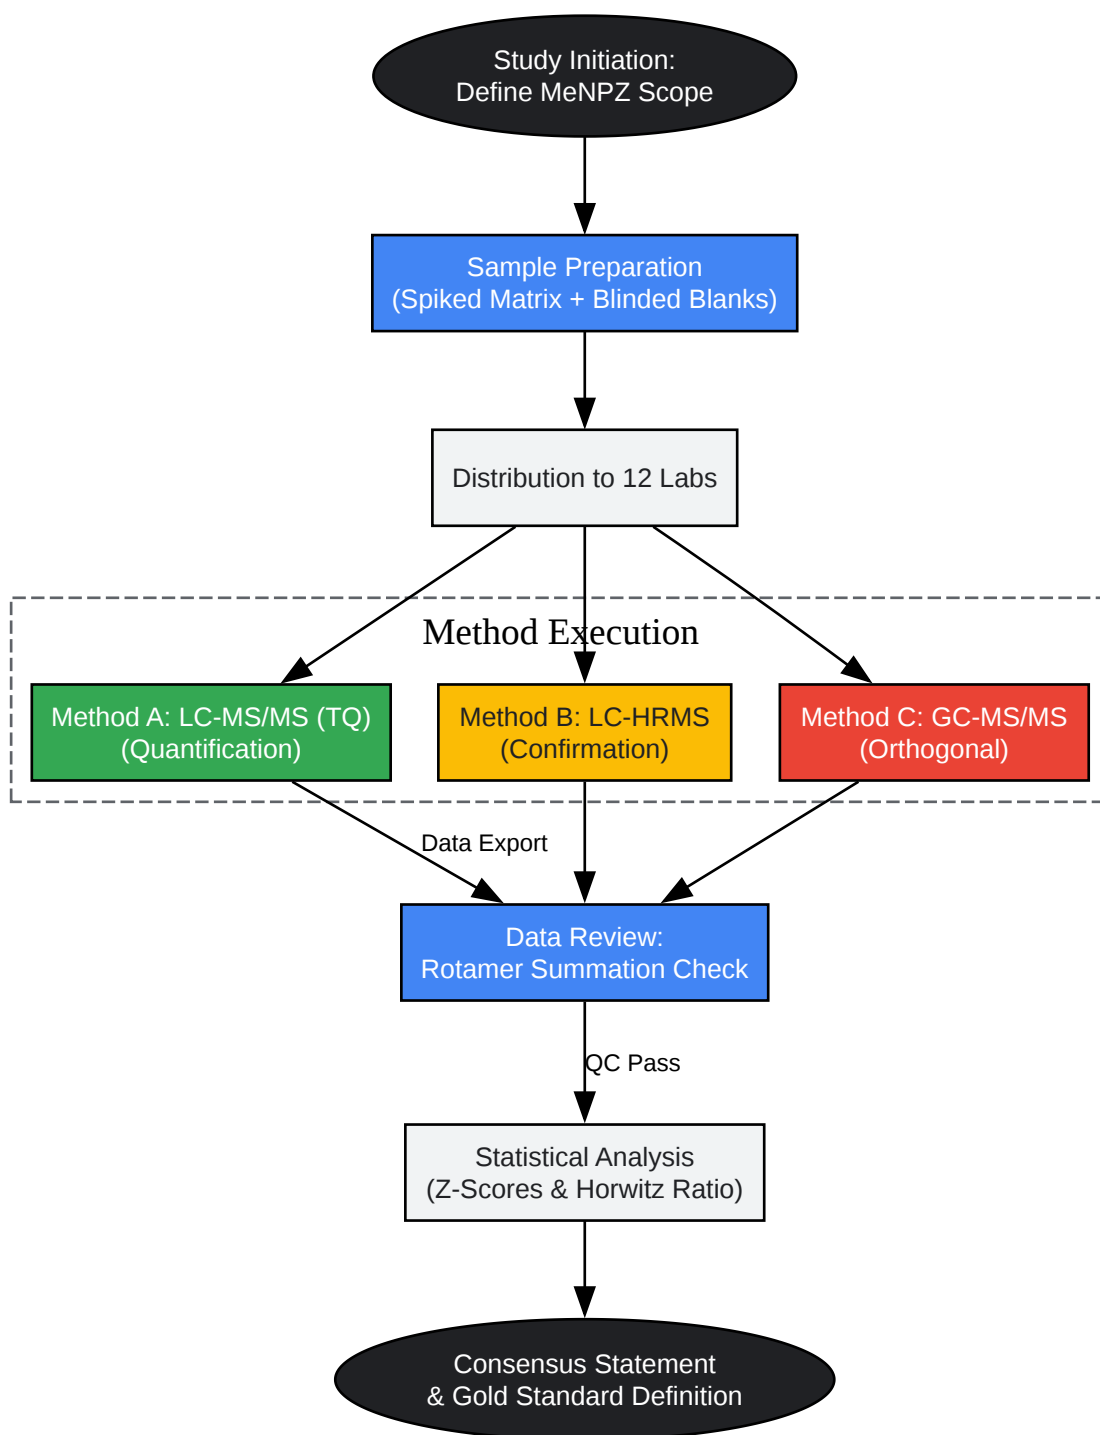 Study Initiation:
Define MeNPZ Scope
Sample Preparation
(Spiked Matrix + Blinded Blanks)
Distribution to 12 Labs
Method Execution
Method A: LC-MS/MS (TQ)
(Quantification)
Method B: LC-HRMS
(Confirmation)
Method C: GC-MS/MS
(Orthogonal)
Data Export
Data Review:
Rotamer Summation Check
QC Pass
Statistical Analysis
(Z-Scores & Horwitz Ratio)
Consensus Statement
& Gold Standard Definition